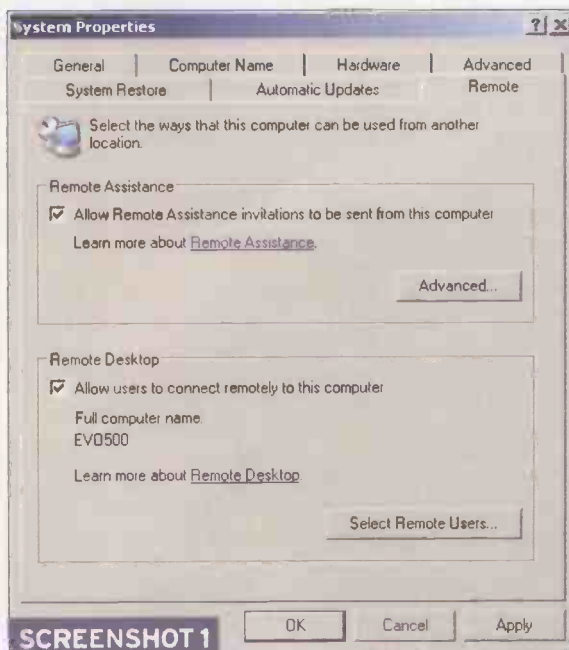 System Properties
? X
General Computer Name Hardware Advanced
System Restore Automatic Updates Remote
Select the ways that this computer can be used from another
location.
Remote Assistance
Allow Remote Assistance invitations to be sent from this computer
Learn more about Remote Assistance.
Advanced...
Remote Desktop
Allow users to connect remotely to this computer
Full computer name.
EVO500
Learn more about Remote Desktop.
Select Remote Users...
OK Cancel Apply
SCREENSHOT 1